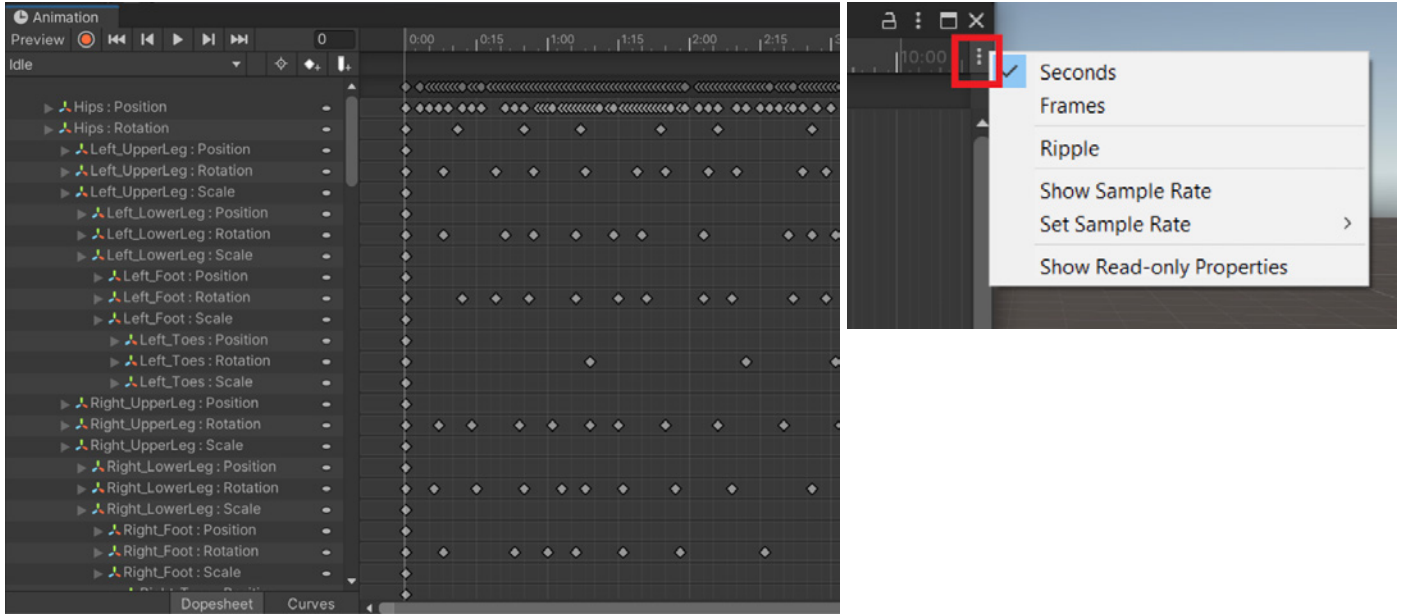 Animation
Preview
0
0:00
0:15
1:00
1:15
2:00
2:15
Idle
Hips : Position
Hips : Rotation
Left_UpperLeg : Position
Left_UpperLeg : Rotation
Left_UpperLeg : Scale
Left_LowerLeg : Position
Left_LowerLeg : Rotation
Left_LowerLeg : Scale
Left_Foot : Position
Left_Foot : Rotation
Left_Foot : Scale
Left_Toes : Position
Left_Toes : Rotation
Left_Toes : Scale
Right_UpperLeg : Position
Right_UpperLeg : Rotation
Right_UpperLeg : Scale
Right_LowerLeg : Position
Right_LowerLeg : Rotation
Right_LowerLeg : Scale
Right_Foot : Position
Right_Foot : Rotation
Right_Foot : Scale
Dopesheet
Curves
10:00
Seconds
Frames
Ripple
Show Sample Rate
Set Sample Rate
Show Read-only Properties